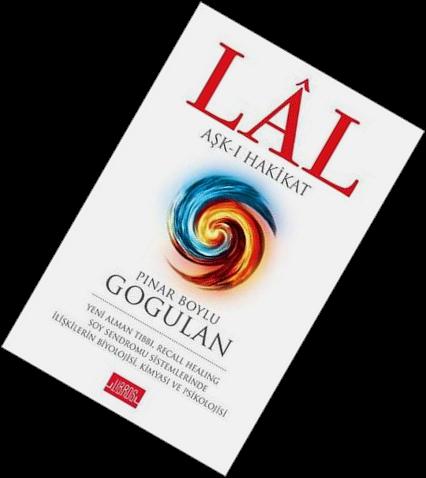 LÂL
AŞK-I HAKİKAT
PINAR BOYLU
GOGULAN
YENİ ALMAN TIBBI, RECALL HEALING
SOY SENDROMU SİSTEMLERİNDE
İLİŞKİLERİN BİYOLOJİSİ, KİMYASI VE PSİKOLOJİSİ
LIBROS